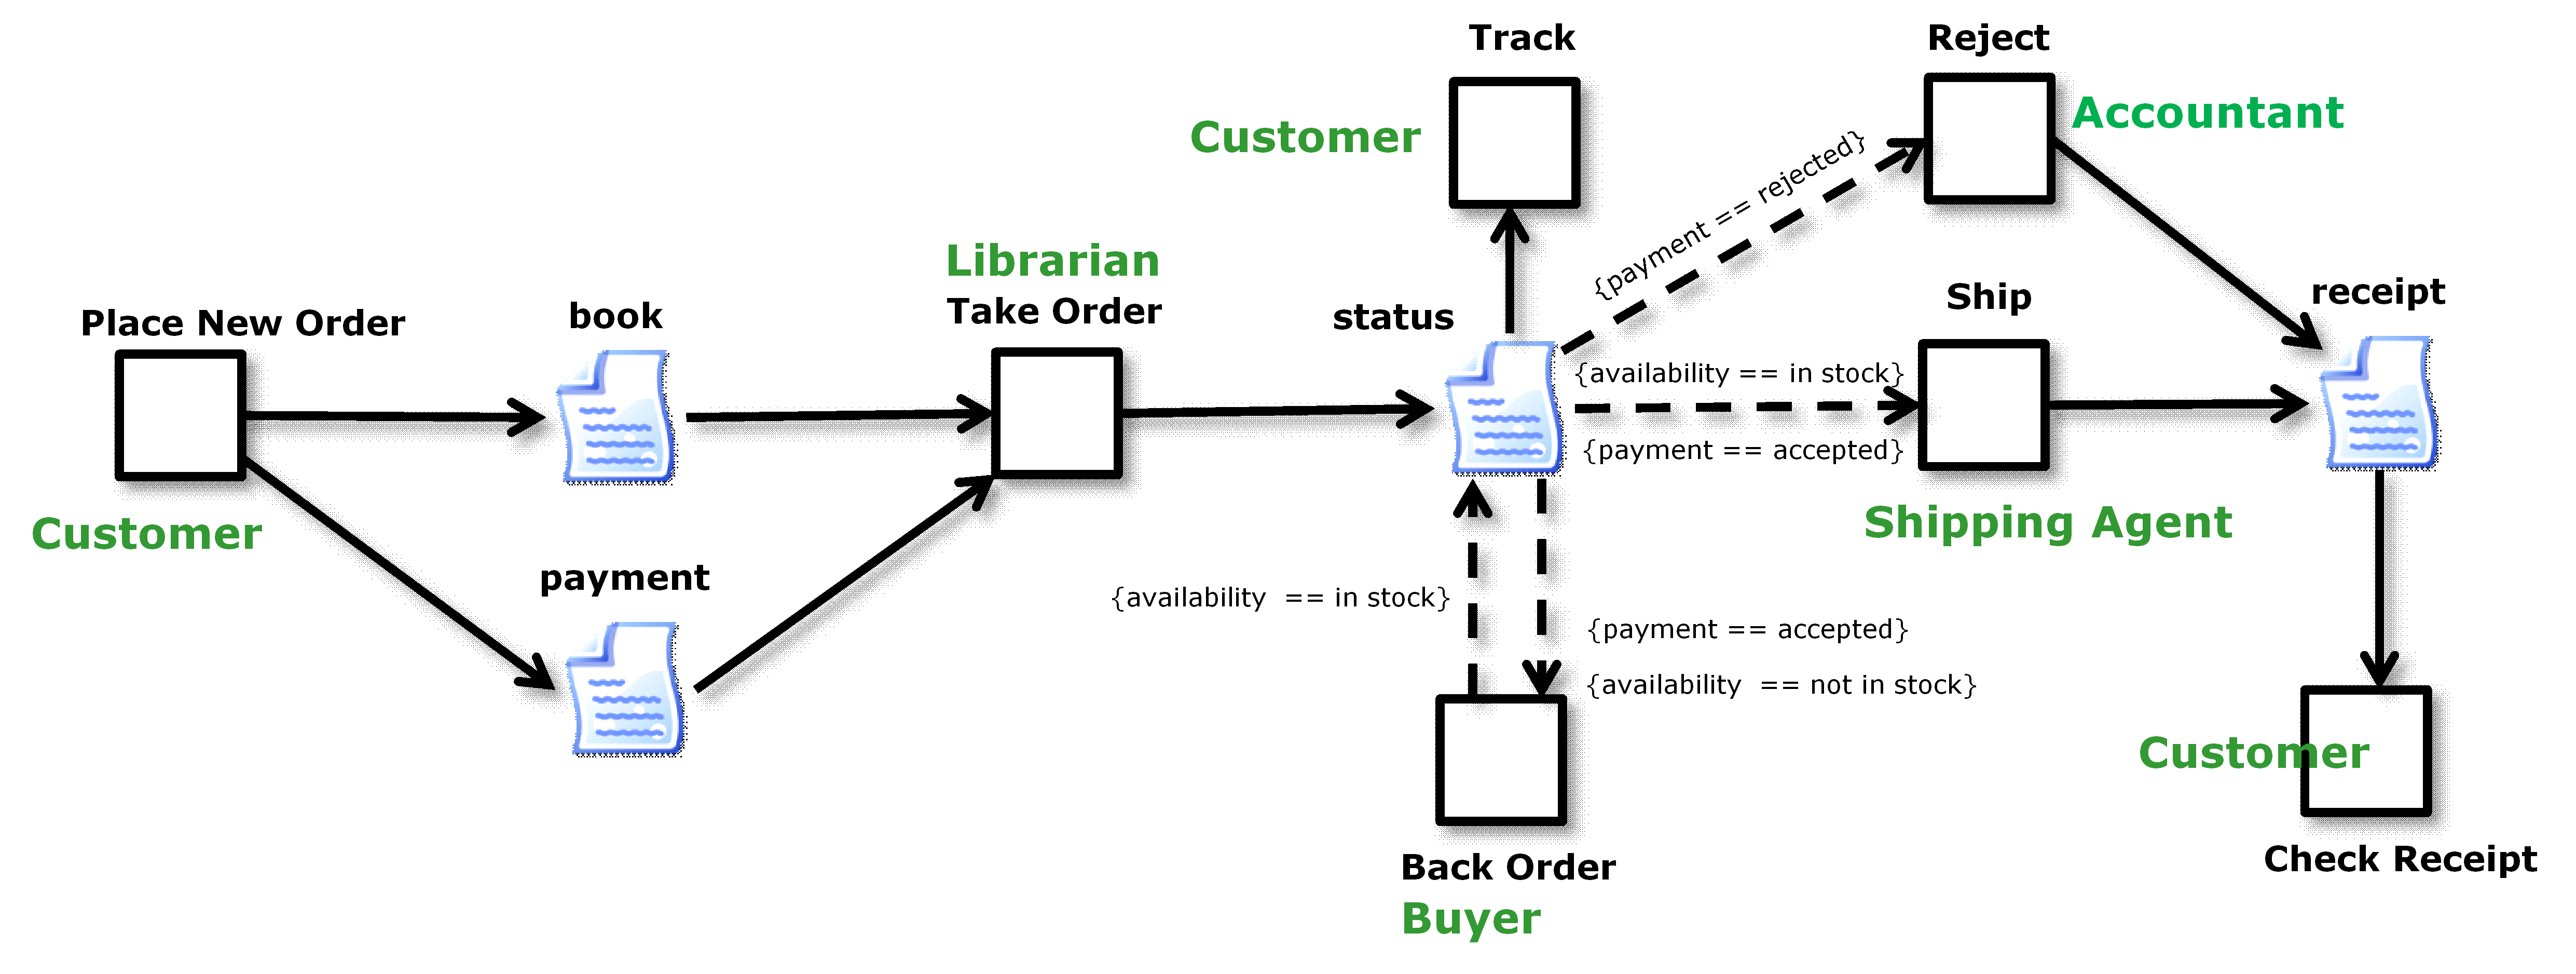 Track
Reject
Accountant
Customer
{payment == rejected}
Librarian
Take Order
Place New Order
book
status
Ship
receipt
{availability == in stock}
{payment == accepted}
Customer
Shipping Agent
payment
{availability  == in stock}
{payment == accepted}
{availability  == not in stock}
Customer
Back Order
Buyer
Check Receipt